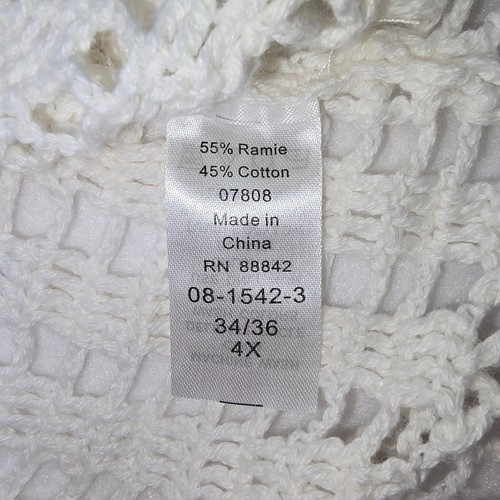 55% Ramie
45% Cotton
07808
Made in
China
RN 88842
08-1542-3
34/36
4X